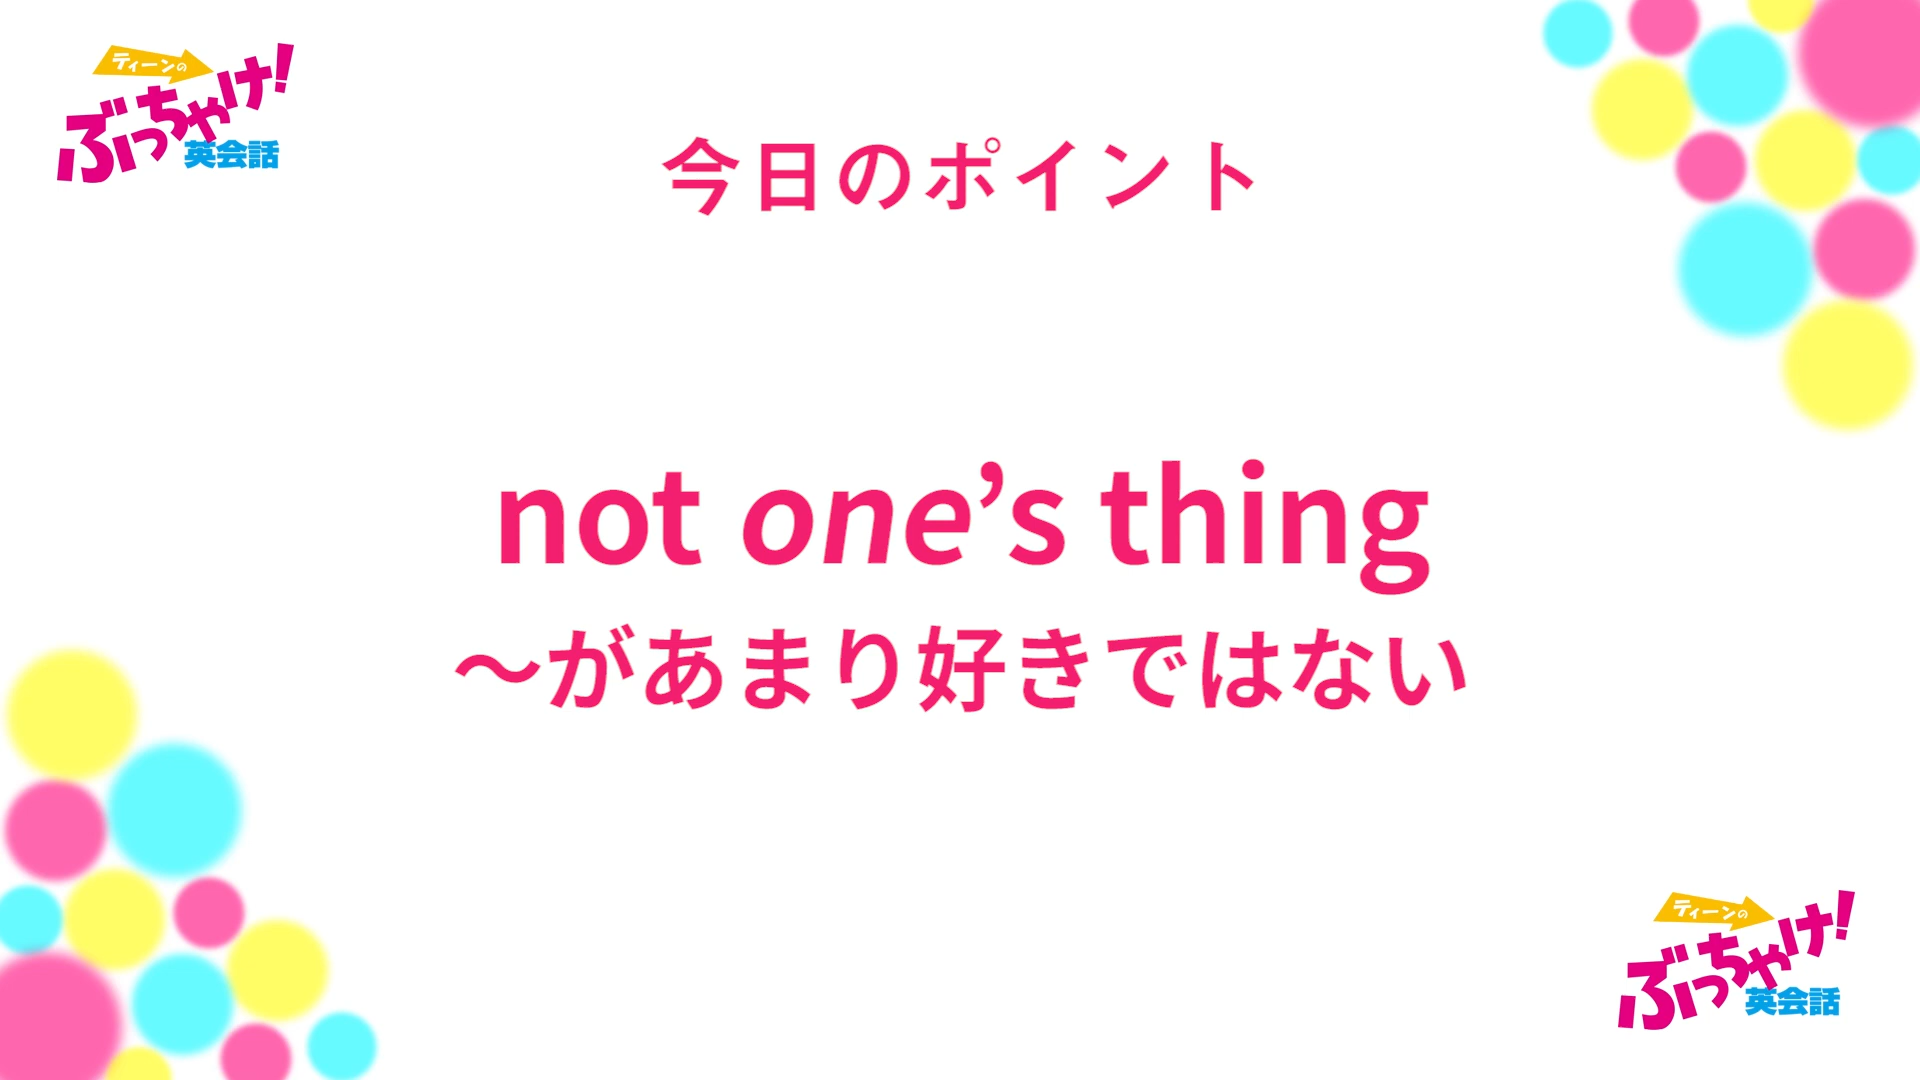 ティーンの
ぶっちゃけ!
英会話
今日のポイント
not one’s thing
～があまり好きではない
ティーンの
ぶっちゃけ!
英会話